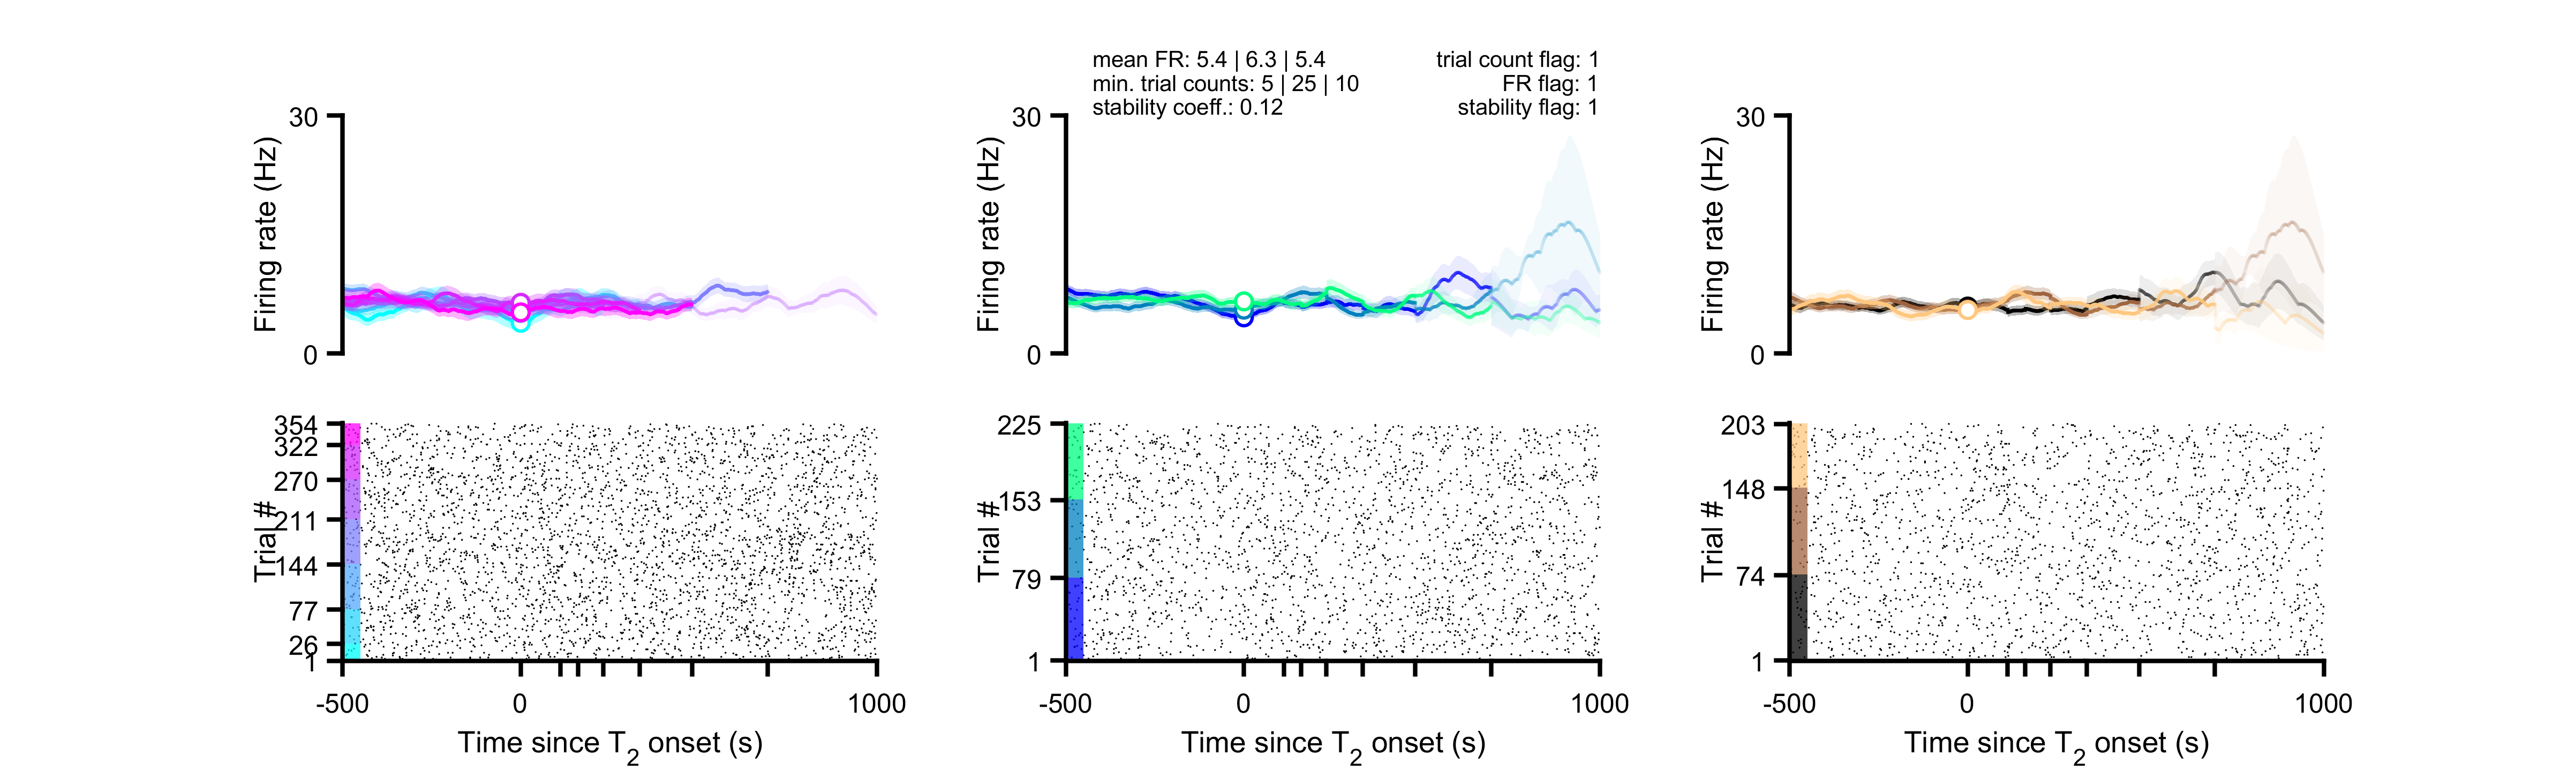 mean FR: 5.4 | 6.3 | 5.4
min. trial counts: 5 | 25 | 10
stability coeff.: 0.12
trial count flag: 1
FR flag: 1
stability flag: 1
30
Firing rate (Hz)
0
30
Firing rate (Hz)
0
30
Firing rate (Hz)
0
354
322
270
211
144
77
26
1
Trial #
-500
0
1000
Time since T2 onset (s)
225
153
79
1
Trial #
-500
0
1000
Time since T2 onset (s)
203
148
74
1
Trial #
-500
0
1000
Time since T2 onset (s)